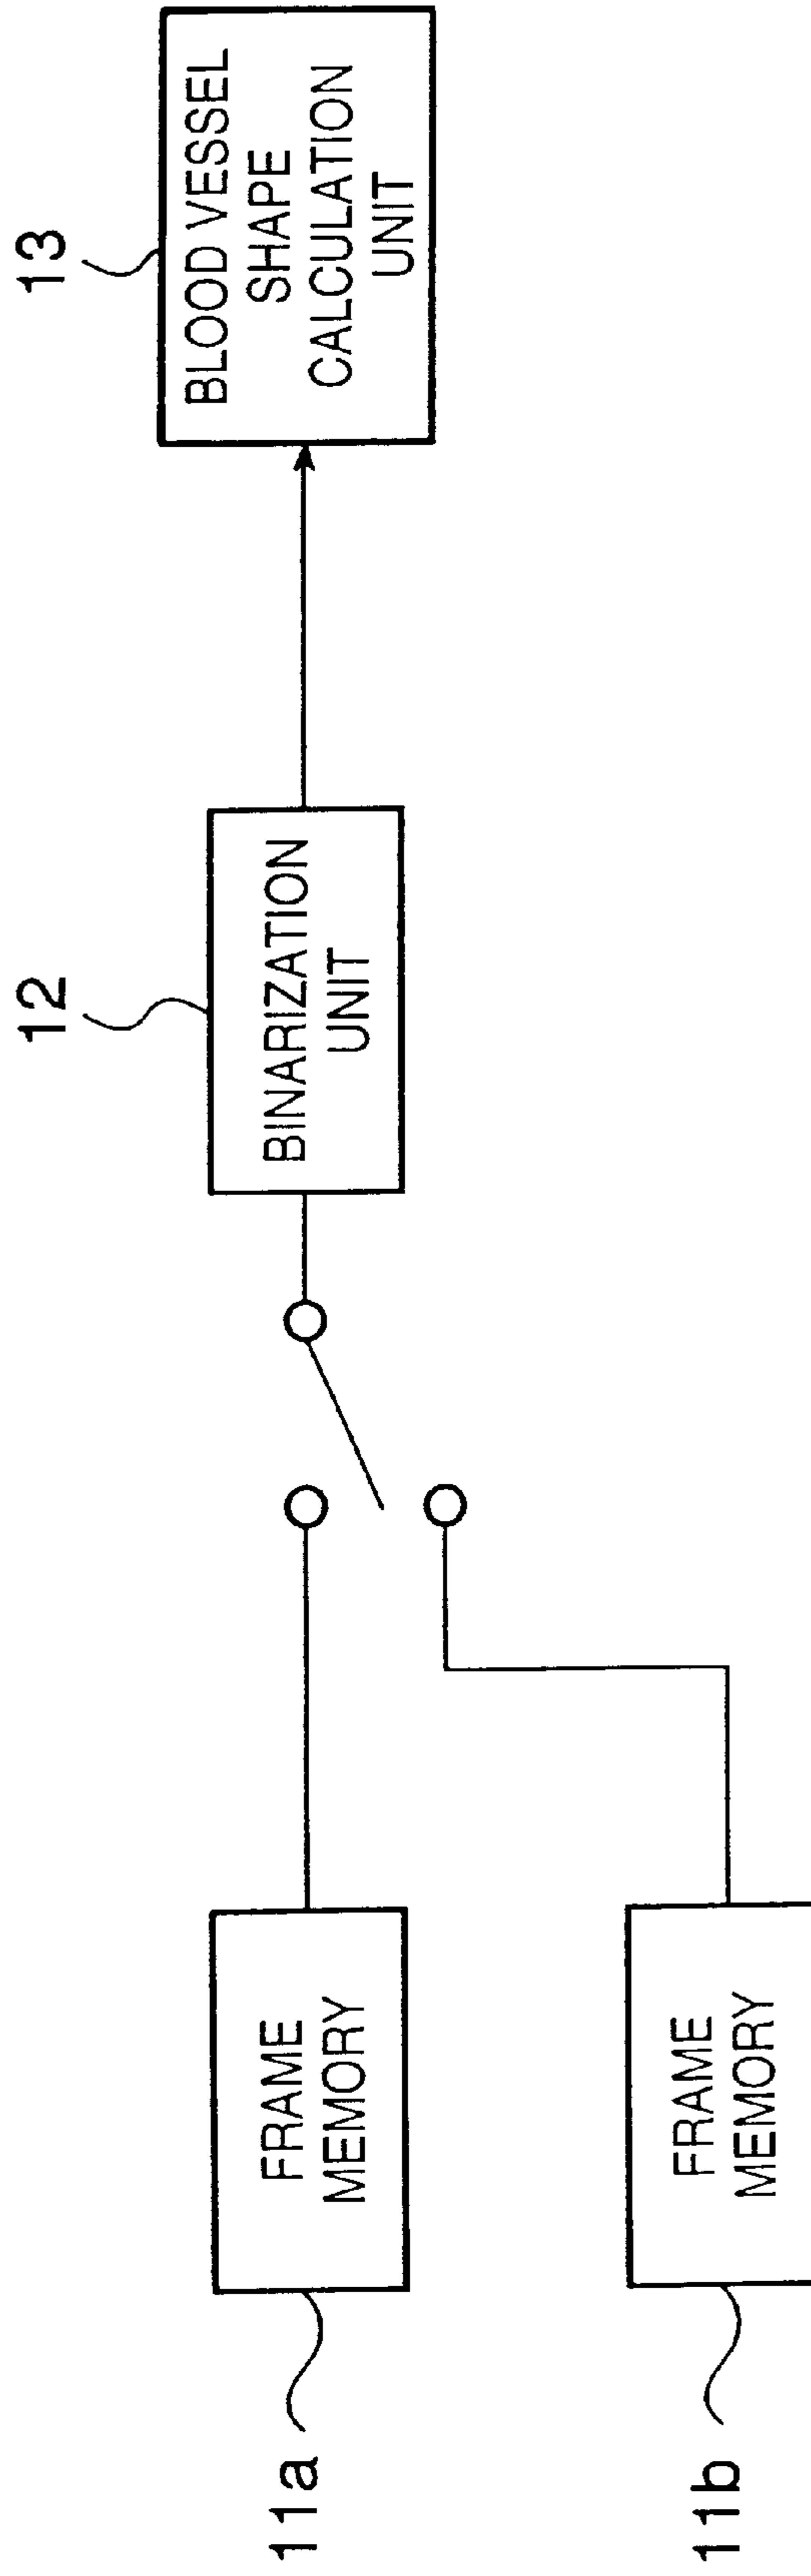 11a
FRAME
MEMORY
11b
FRAME
MEMORY
12
BINARIZATION
UNIT
13
BLOOD VESSEL
SHAPE
CALCULATION
UNIT